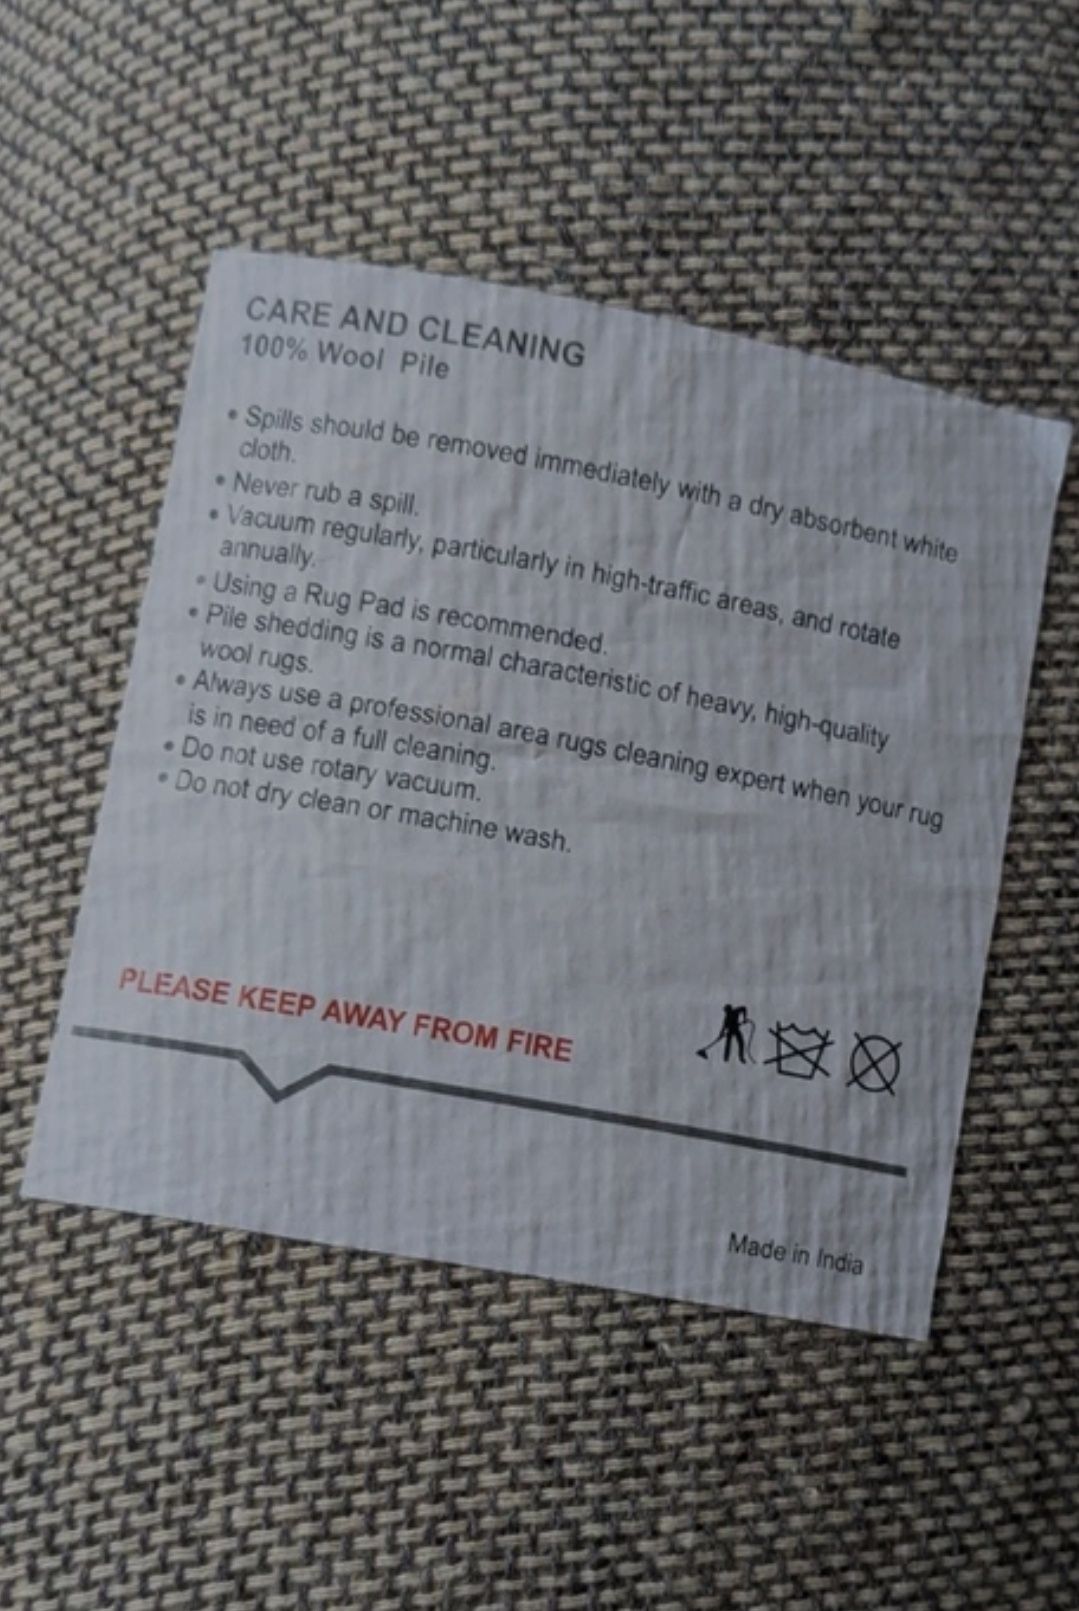 CARE AND CLEANING
100% Wool Pile
• Spills should be removed immediately with a dry absorbent white
cloth.
• Never rub a spill.
• Vacuum regularly, particularly in high-traffic areas, and rotate
annually.
• Using a Rug Pad is recommended.
• Pile shedding is a normal characteristic of heavy, high-quality
wool rugs.
• Always use a professional area rugs cleaning expert when your rug
is in need of a full cleaning.
• Do not use rotary vacuum.
• Do not dry clean or machine wash.
PLEASE KEEP AWAY FROM FIRE
Made in India